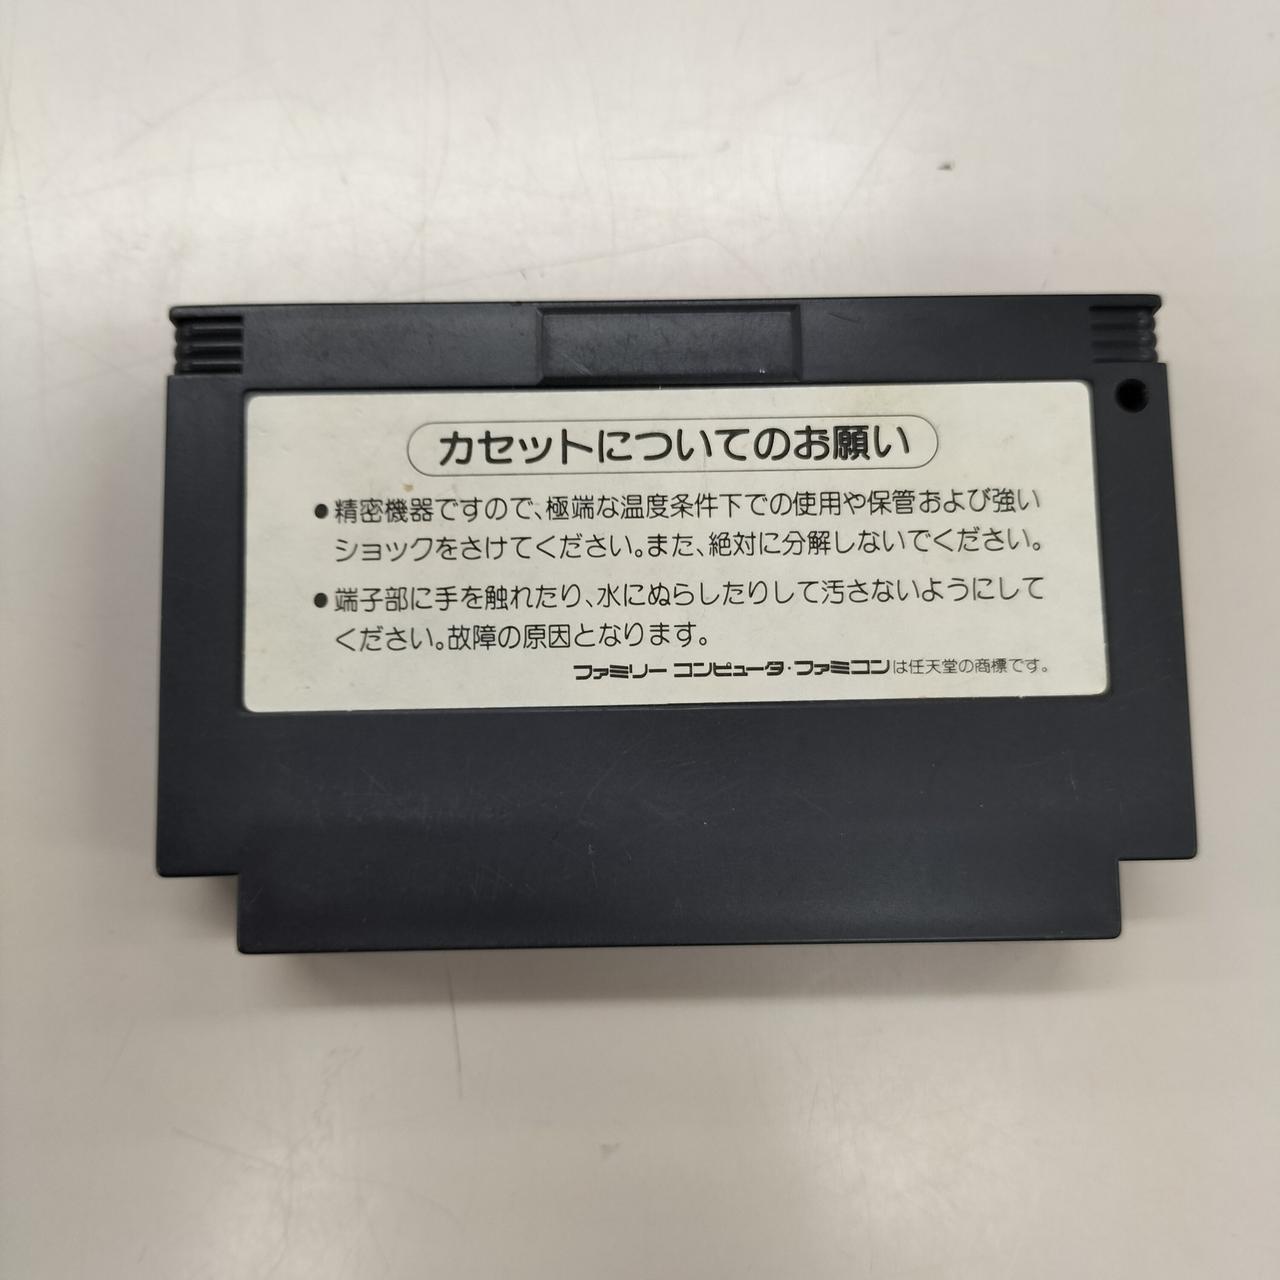 カセットについてのお願い
●精密機器ですので、極端な温度条件下での使用や保管および強い
ショックをさけてください。また、絶対に分解しないでください。
●端子部に手を触れたり、水にぬらしたりして汚さないようにして
ください。故障の原因となります。
ファミリー コンピュータ・ファミコンは任天堂の商標です。